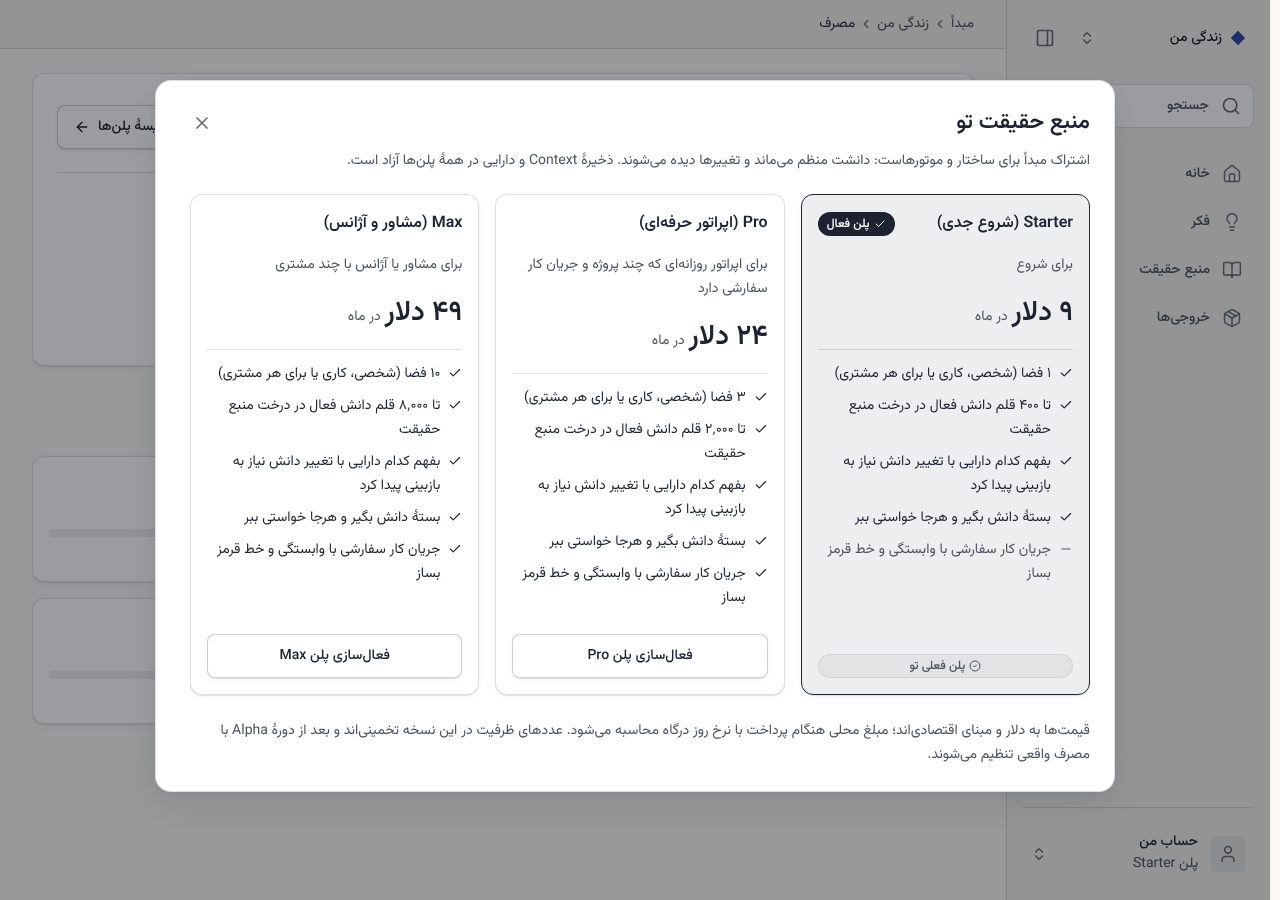 زندگی من
مبدأ › زندگی من › مصرف
جستجو
خانه
فکر
منبع حقیقت
خروجی‌ها
حساب من
پلن Starter
منبع حقیقت تو
اشتراک مبدأ برای ساختار و موتورهاست: دانشت منظم می‌ماند و تغییرها دیده می‌شوند. ذخیرهٔ Context و دارایی در همهٔ پلن‌ها آزاد است.
Starter (شروع جدی)
پلن فعال
برای شروع
۹ دلار در ماه
۱ فضا (شخصی، کاری یا برای هر مشتری)
تا ۴۰۰ قلم دانش فعال در درخت منبع
حقیقت
بفهم کدام دارایی با تغییر دانش نیاز به
بازبینی پیدا کرد
بستهٔ دانش بگیر و هرجا خواستی ببر
جریان کار سفارشی با وابستگی و خط قرمز
بساز
پلن فعلی تو
Pro (اپراتور حرفه‌ای)
برای اپراتور روزانه‌ای که چند پروژه و جریان کار
سفارشی دارد
۲۴ دلار در ماه
۳ فضا (شخصی، کاری یا برای هر مشتری)
تا ۲٬۰۰۰ قلم دانش فعال در درخت منبع
حقیقت
بفهم کدام دارایی با تغییر دانش نیاز به
بازبینی پیدا کرد
بستهٔ دانش بگیر و هرجا خواستی ببر
جریان کار سفارشی با وابستگی و خط قرمز
بساز
فعال‌سازی پلن Pro
Max (مشاور و آژانس)
برای مشاور یا آژانس با چند مشتری
۴۹ دلار در ماه
۱۰ فضا (شخصی، کاری یا برای هر مشتری)
تا ۸٬۰۰۰ قلم دانش فعال در درخت منبع
حقیقت
بفهم کدام دارایی با تغییر دانش نیاز به
بازبینی پیدا کرد
بستهٔ دانش بگیر و هرجا خواستی ببر
جریان کار سفارشی با وابستگی و خط قرمز
بساز
فعال‌سازی پلن Max
قیمت‌ها به دلار و مبنای اقتصادی‌اند؛ مبلغ محلی هنگام پرداخت با نرخ روز درگاه محاسبه می‌شود. عددهای ظرفیت در این نسخه تخمینی‌اند و بعد از دورهٔ Alpha با
مصرف واقعی تنظیم می‌شوند.
پلن‌ها